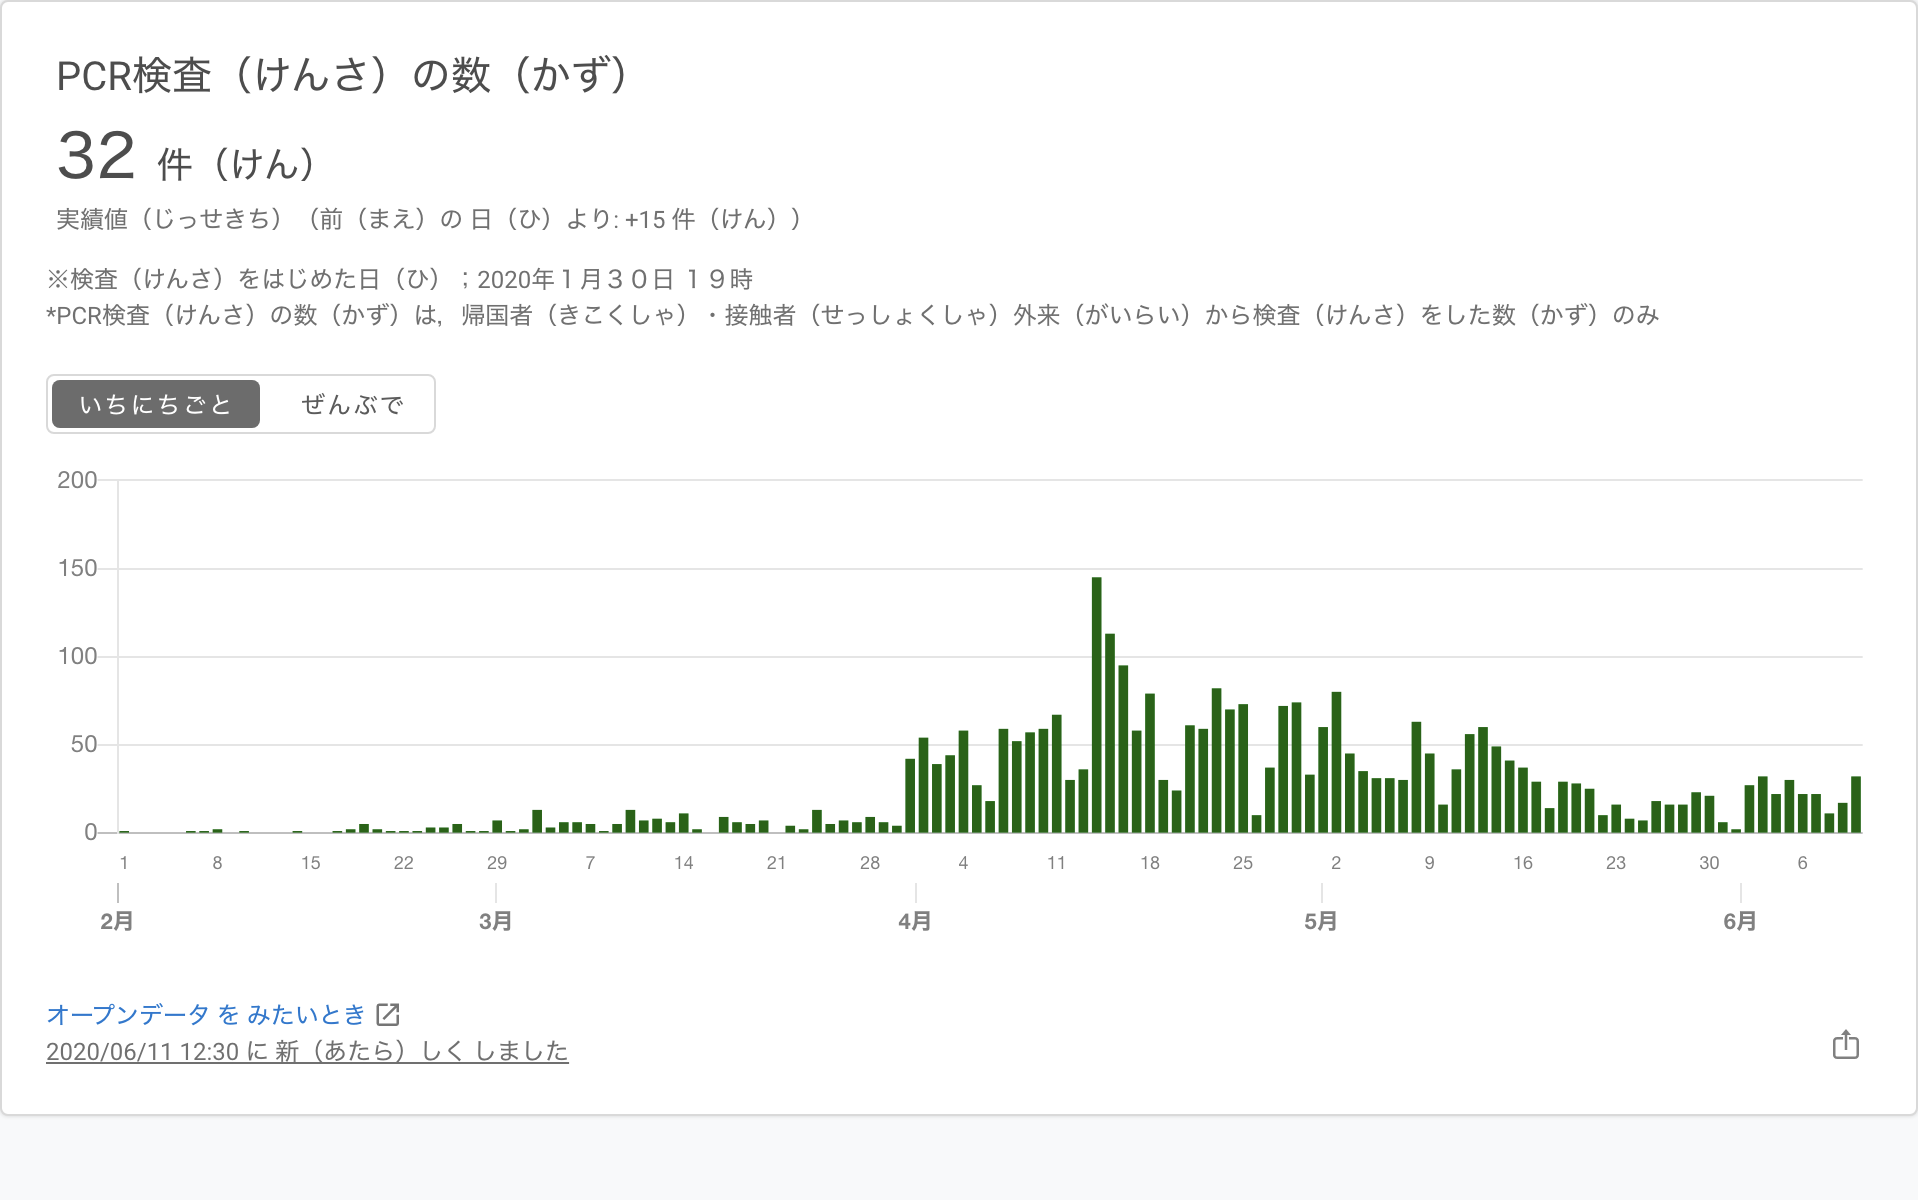 PCR検査（けんさ）の数（かず）
32 件（けん）
実績値（じっせきち）（前（まえ）の 日（ひ）より: +15 件（けん））
※検査（けんさ）をはじめた日（ひ）；2020年１月３０日 １９時
*PCR検査（けんさ）の数（かず）は，帰国者（きこくしゃ）・接触者（せっしょくしゃ）外来（がいらい）から検査（けんさ）をした数（かず）のみ
いちにちごと ぜんぶで
200
150
100
50
0
1 8 15 22 29 7 14 21 28 4 11 18 25 2 9 16 23 30 6
2月 3月 4月 5月 6月
オープンデータ を みたいとき
2020/06/11 12:30 に 新（あたら）しく しました